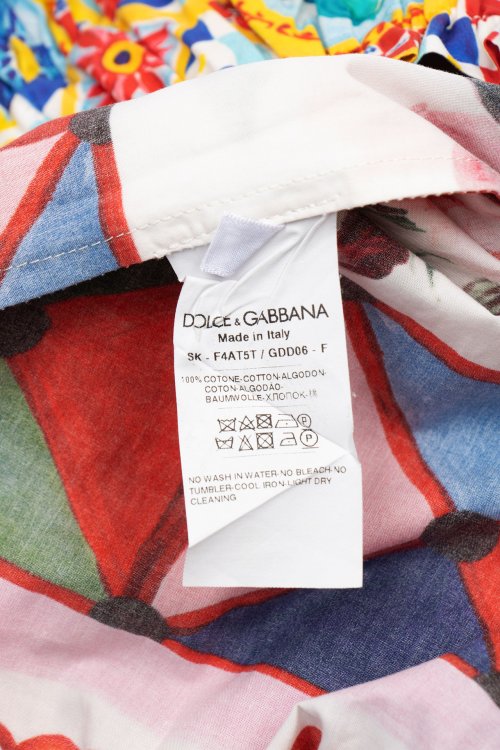 DOLCE & GABBANA
Made in Italy
SK - F4AT5T / GDD06 - F
100% COTONE-COTTON-ALGODON-
COTON-ALGODÃO-
BAUMWOLLE-ХЛОПОК-
P
P
NO WASH IN WATER-NO BLEACH-NO
TUMBLER-COOL IRON-LIGHT DRY
CLEANING